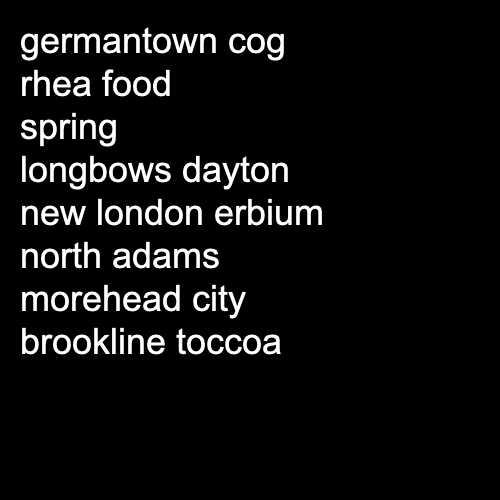 germantown cog
rhea food
spring
longbows dayton
new london erbium
north adams
morehead city
brookline toccoa